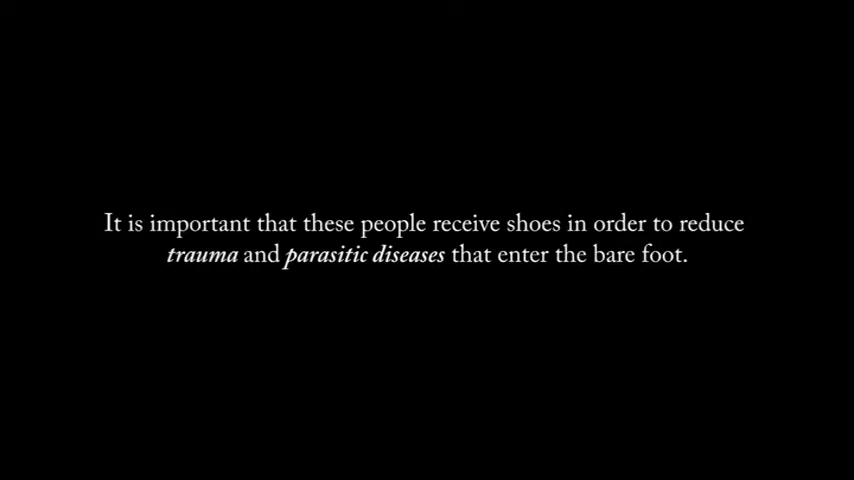 It is important that these people receive shoes in order to reduce
trauma and parasitic diseases that enter the bare foot.